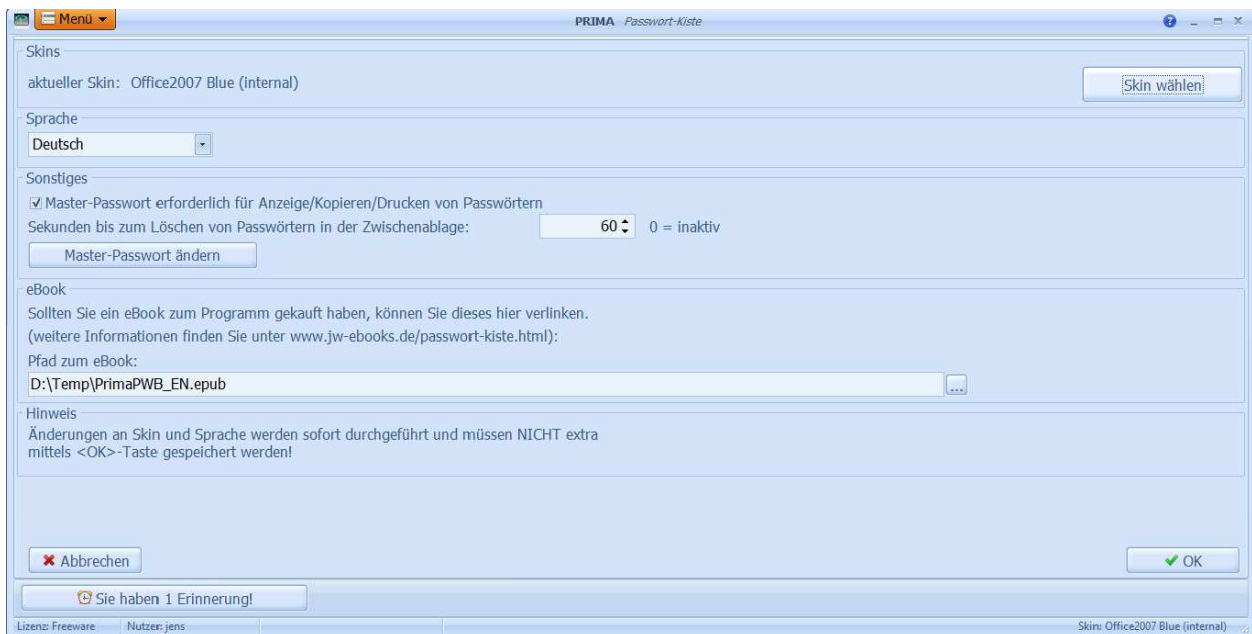 Menü
PRIMA Passwort-Kiste
Skins
aktueller Skin: Office2007 Blue (internal)
Skin wählen
Sprache
Deutsch
Sonstiges
Master-Passwort erforderlich für Anzeige/Kopieren/Drucken von Passwörtern
Sekunden bis zum Löschen von Passwörtern in der Zwischenablage: 60 0 = inaktiv
Master-Passwort ändern
eBook
Sollten Sie ein eBook zum Programm gekauft haben, können Sie dieses hier verlinken.
(weitere Informationen finden Sie unter www.jw-ebooks.de/passwort-kiste.html):
Pfad zum eBook:
D:\Temp\PrimaPWB_EN.epub ...
Hinweis
Änderungen an Skin und Sprache werden sofort durchgeführt und müssen NICHT extra
mittels <OK>-Taste gespeichert werden!
Abbrechen
OK
Sie haben 1 Erinnerung!
Lizenz: Freeware Nutzer: jens Skin: Office2007 Blue (internal)